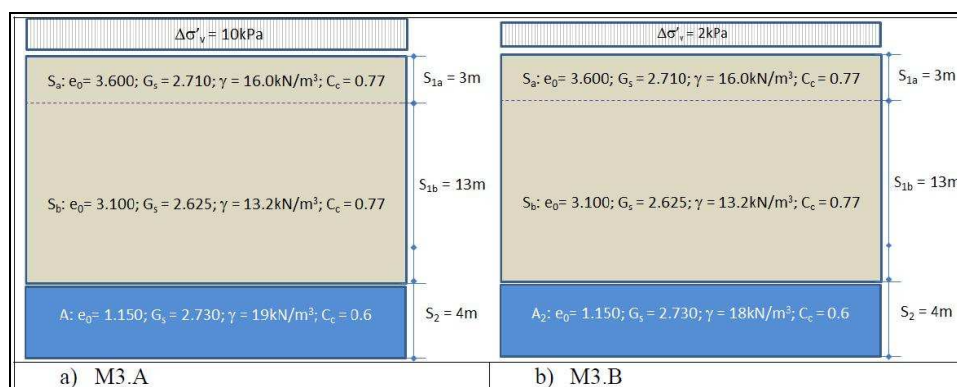 Δσ'v = 10kPa
Sa: e0= 3.600; Gs = 2.710; γ = 16.0kN/m³; Cc = 0.77
S1a = 3m
Sb: e0= 3.100; Gs = 2.625; γ = 13.2kN/m³; Cc = 0.77
S1b = 13m
A: e0= 1.150; Gs = 2.730; γ = 19kN/m³; Cc = 0.6
S2 = 4m
a) M3.A
Δσ'v = 2kPa
Sa: e0= 3.600; Gs = 2.710; γ = 16.0kN/m³; Cc = 0.77
S1a = 3m
Sb: e0= 3.100; Gs = 2.625; γ = 13.2kN/m³; Cc = 0.77
S1b = 13m
A2: e0= 1.150; Gs = 2.730; γ = 18kN/m³; Cc = 0.6
S2 = 4m
b) M3.B